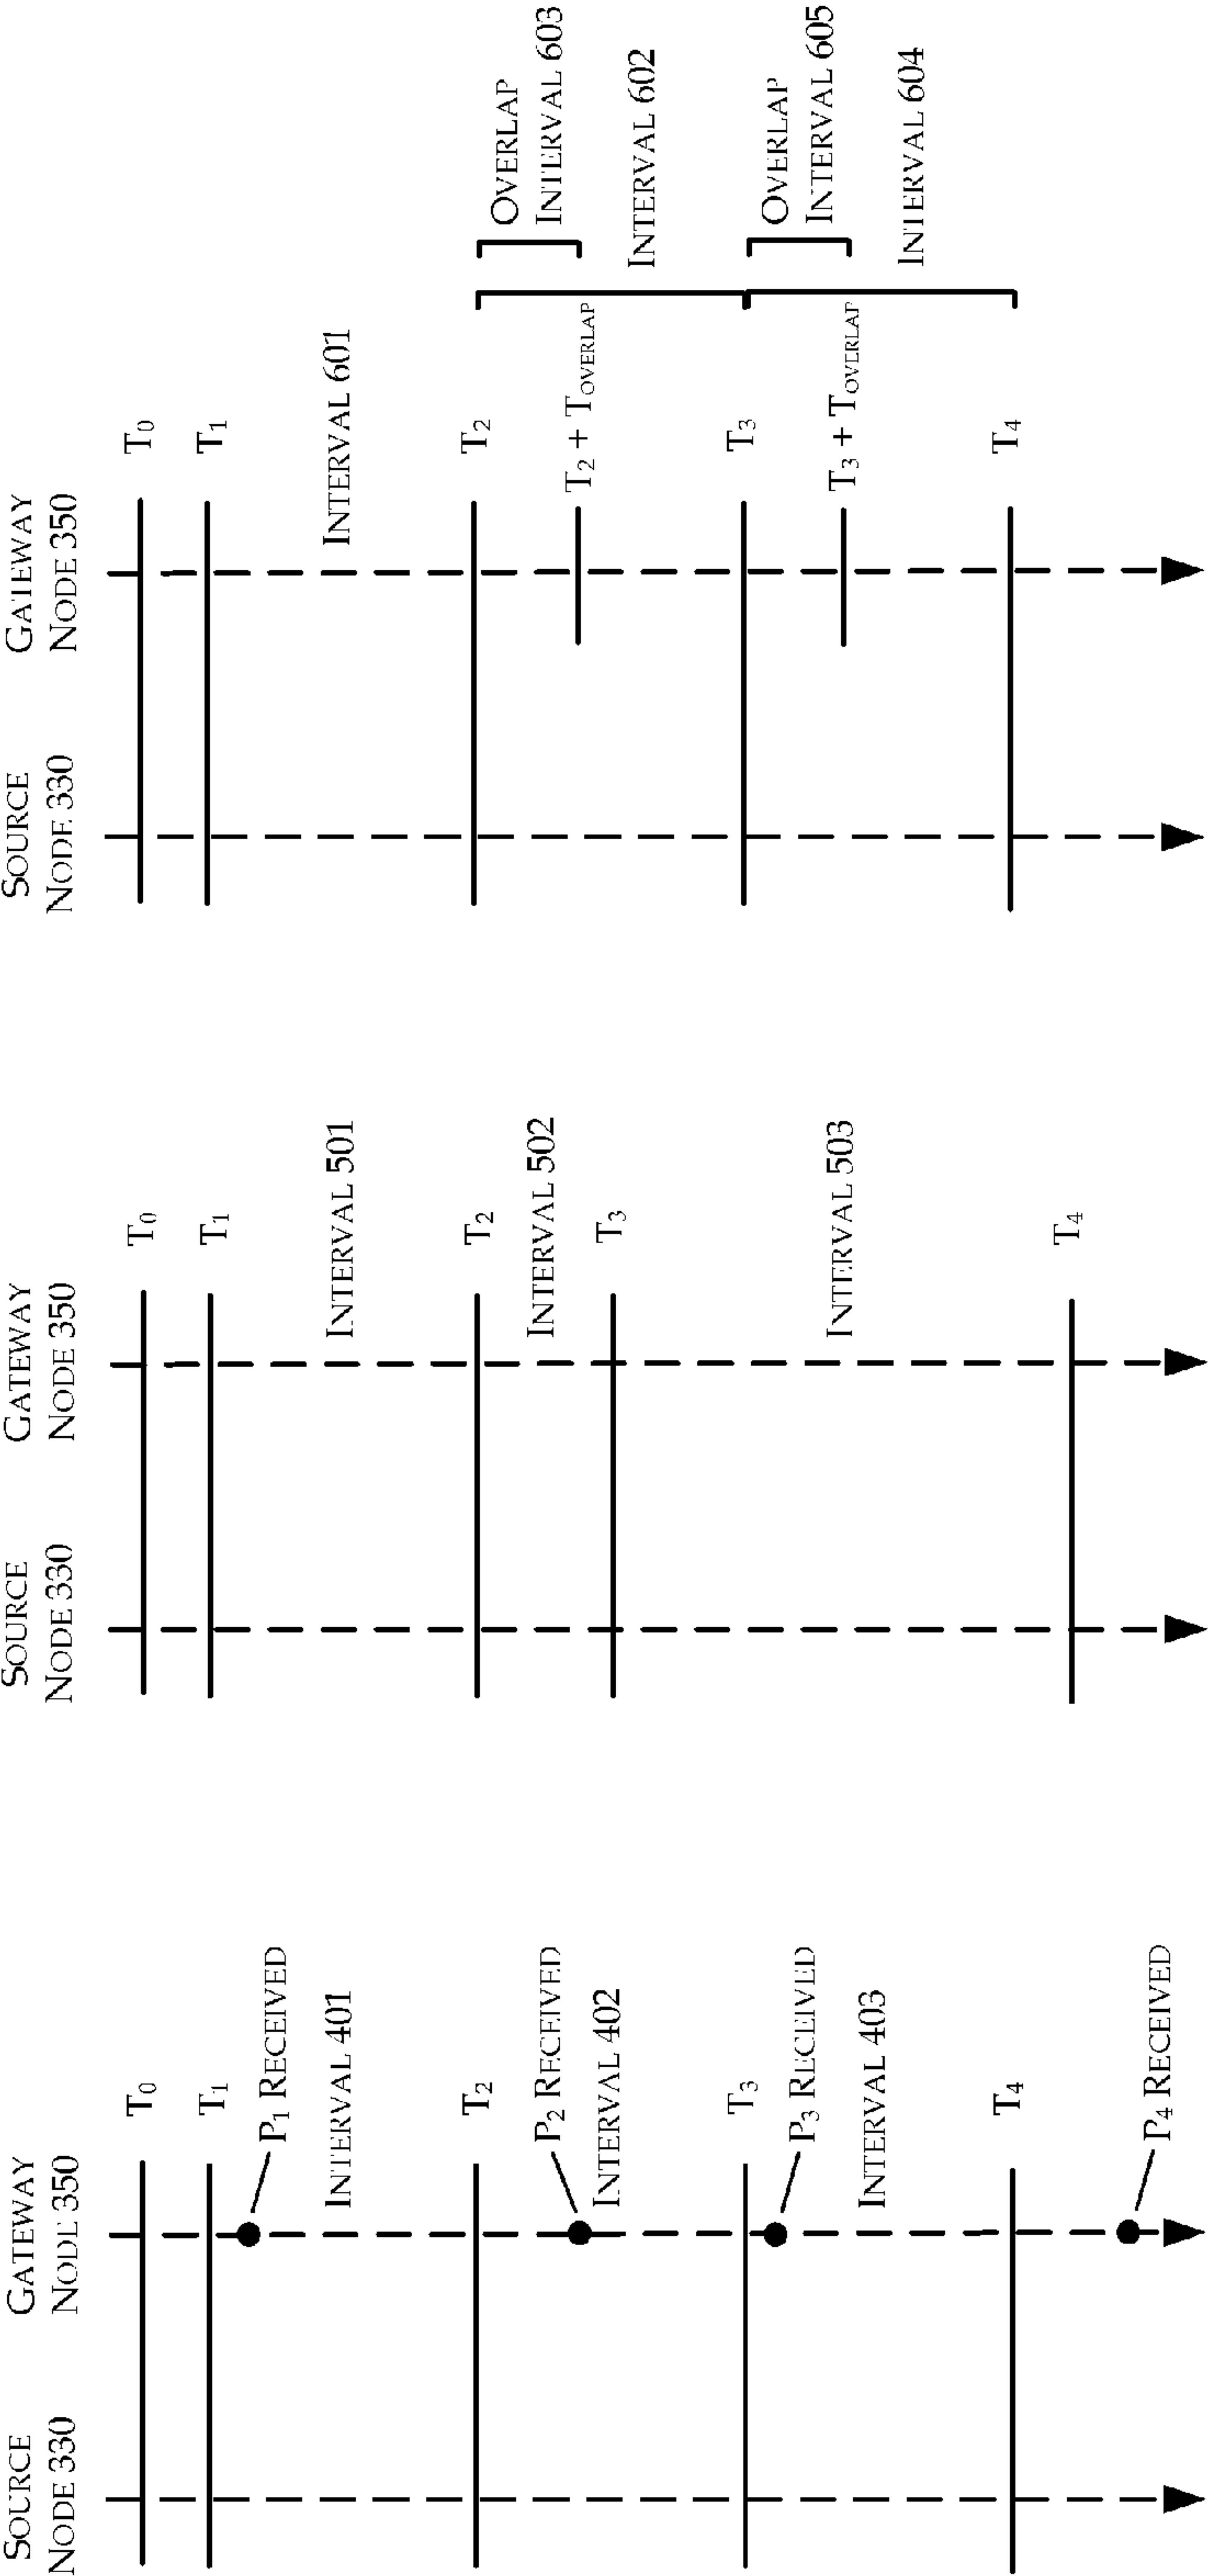 SOURCE
NODE 330
GATEWAY
NODE 350
T0
T1
P1 RECEIVED
INTERVAL 401
T2
P2 RECEIVED
INTERVAL 402
T3
P3 RECEIVED
INTERVAL 403
T4
P4 RECEIVED
SOURCE
NODE 330
GATEWAY
NODE 350
T0
T1
INTERVAL 501
T2
INTERVAL 502
T3
INTERVAL 503
T4
SOURCE
NODE 330
GATEWAY
NODE 350
T0
T1
INTERVAL 601
T2
T2 + TOVERLAP
OVERLAP
INTERVAL 603
INTERVAL 602
T3
T3 + TOVERLAP
OVERLAP
INTERVAL 605
INTERVAL 604
T4